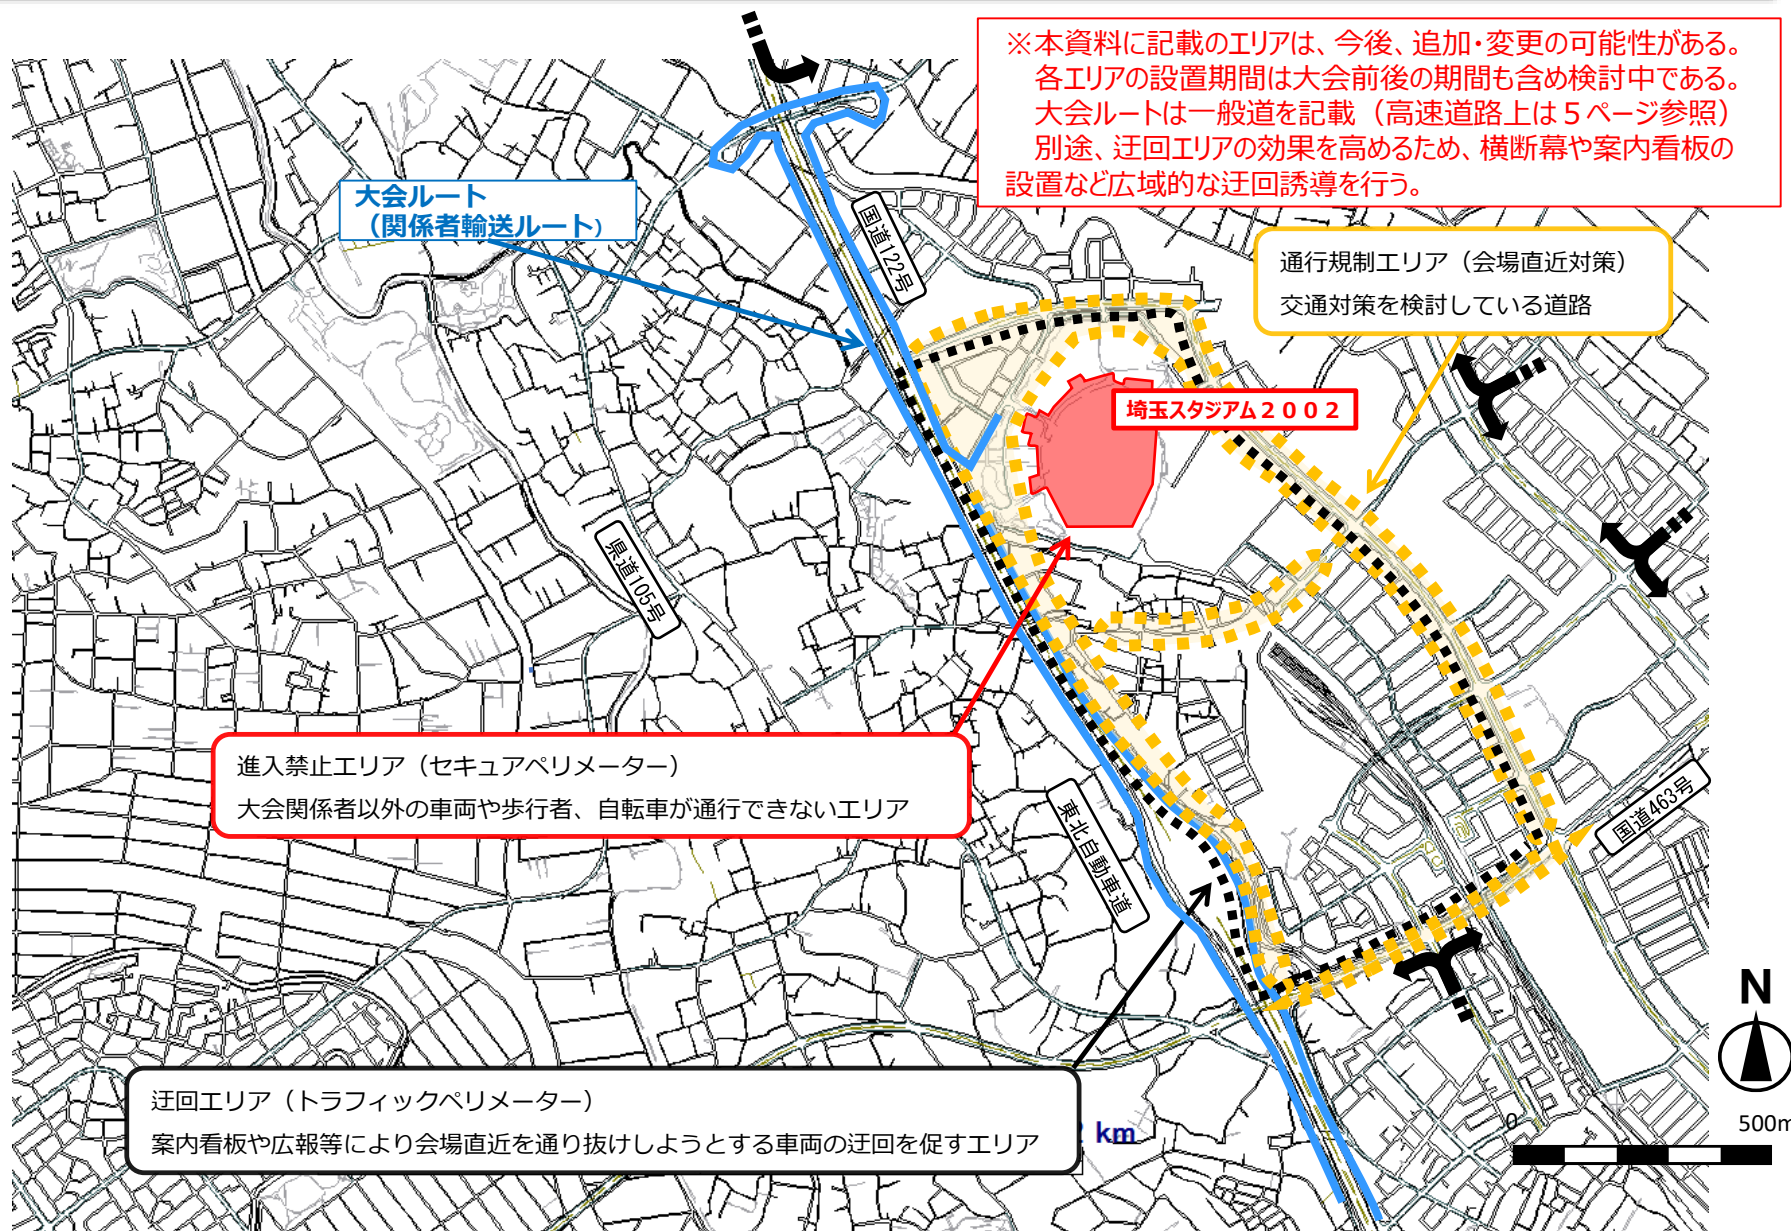 ※本資料に記載のエリアは、今後、追加・変更の可能性がある。
各エリアの設置期間は大会前後の期間も含め検討中である。
大会ルートは一般道を記載（高速道路上は５ページ参照）
別途、迂回エリアの効果を高めるため、横断幕や案内看板の
設置など広域的な迂回誘導を行う。
大会ルート
（関係者輸送ルート）
国道122号
通行規制エリア（会場直近対策）
交通対策を検討している道路
埼玉スタジアム２００２
県道105号
進入禁止エリア（セキュアペリメーター）
大会関係者以外の車両や歩行者、自転車が通行できないエリア
東北自動車道
国道463号
迂回エリア（トラフィックペリメーター）
案内看板や広報等により会場直近を通り抜けしようとする車両の迂回を促すエリア
km
N
0
500m